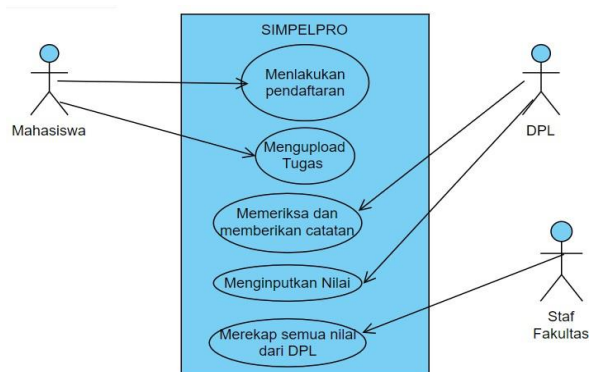 SIMPELPRO
Menlakukan
pendaftaran
Mahasiswa
DPL
Mengupload
Tugas
Memeriksa dan
memberikan catatan
Menginputkan Nilai
Staf
Fakultas
Merekap semua nilai
dari DPL